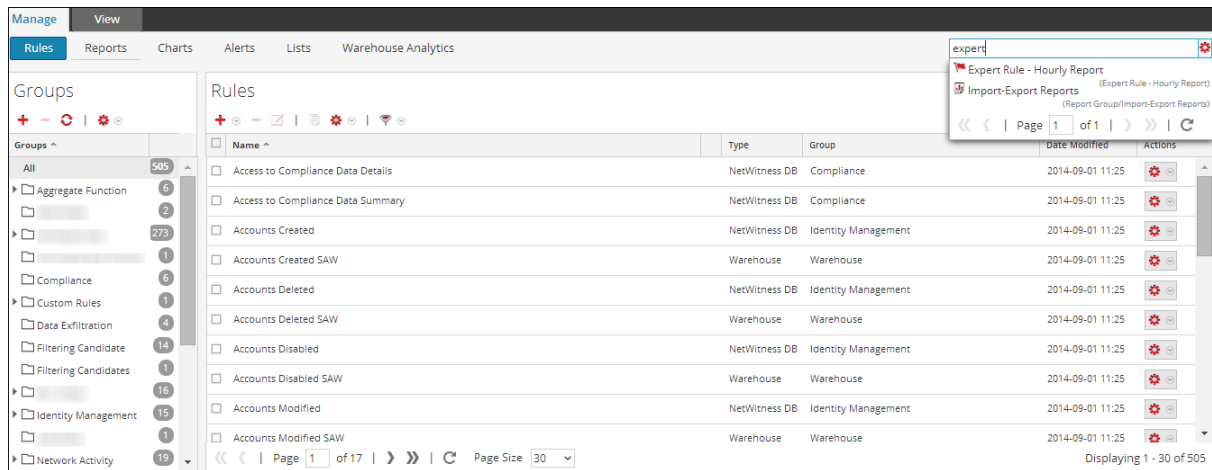 Manage View
Rules Reports Charts Alerts Lists Warehouse Analytics
expert
Expert Rule - Hourly Report
(Expert Rule - Hourly Report)
Import-Export Reports
(Report Group/Import-Export Reports)
Page 1 of 1
Groups
Groups
All 505
Aggregate Function 6
2
273
1
Compliance 6
Custom Rules 1
Data Exfiltration 4
Filtering Candidate 14
Filtering Candidates 1
16
Identity Management 15
1
Network Activity 19
Rules
Name Type Group Date Modified Actions
Access to Compliance Data Details NetWitness DB Compliance 2014-09-01 11:25
Access to Compliance Data Summary NetWitness DB Compliance 2014-09-01 11:25
Accounts Created NetWitness DB Identity Management 2014-09-01 11:25
Accounts Created SAW Warehouse Warehouse 2014-09-01 11:25
Accounts Deleted NetWitness DB Identity Management 2014-09-01 11:25
Accounts Deleted SAW Warehouse Warehouse 2014-09-01 11:25
Accounts Disabled NetWitness DB Identity Management 2014-09-01 11:25
Accounts Disabled SAW Warehouse Warehouse 2014-09-01 11:25
Accounts Modified NetWitness DB Identity Management 2014-09-01 11:25
Accounts Modified SAW Warehouse Warehouse 2014-09-01 11:25
Page 1 of 17 Page Size 30 Displaying 1 - 30 of 505